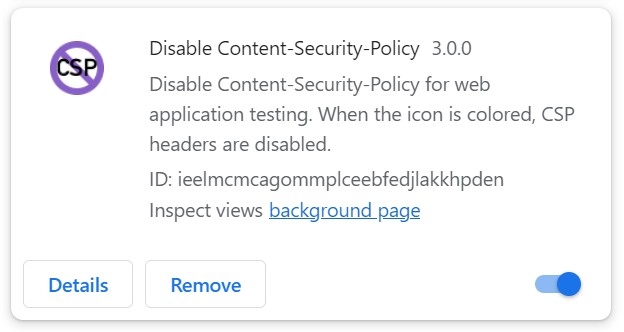 CSP
Disable Content-Security-Policy 3.0.0
Disable Content-Security-Policy for web
application testing. When the icon is colored, CSP
headers are disabled.
ID: ieelmcmcagommplceebfedjlakkhpden
Inspect views background page
Details
Remove